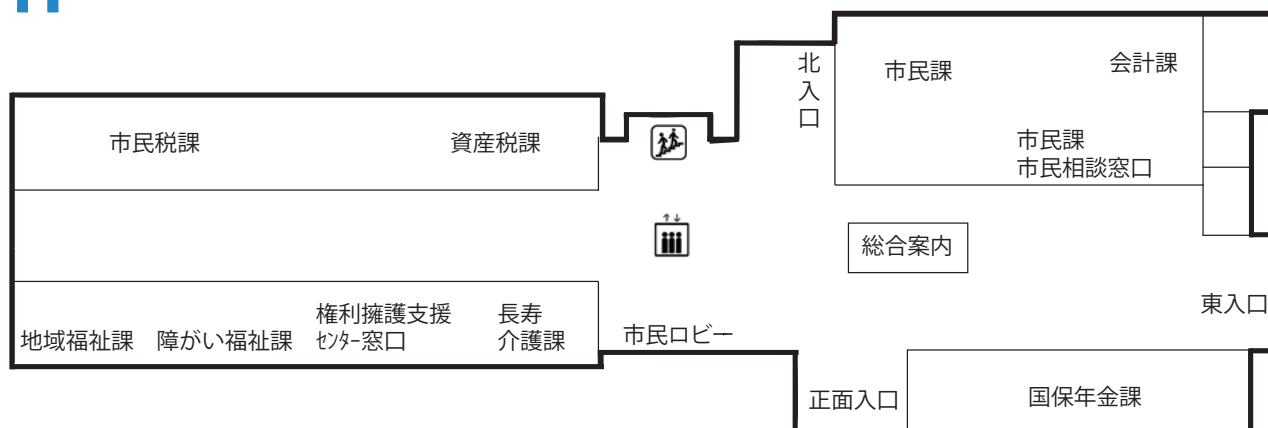 北入口
市民課
会計課
市民税課
資産税課
市民課
市民相談窓口
総合案内
東入口
地域福祉課
障がい福祉課
権利擁護支援
ｾﾝﾀｰ窓口
長寿
介護課
市民ロビー
正面入口
国保年金課